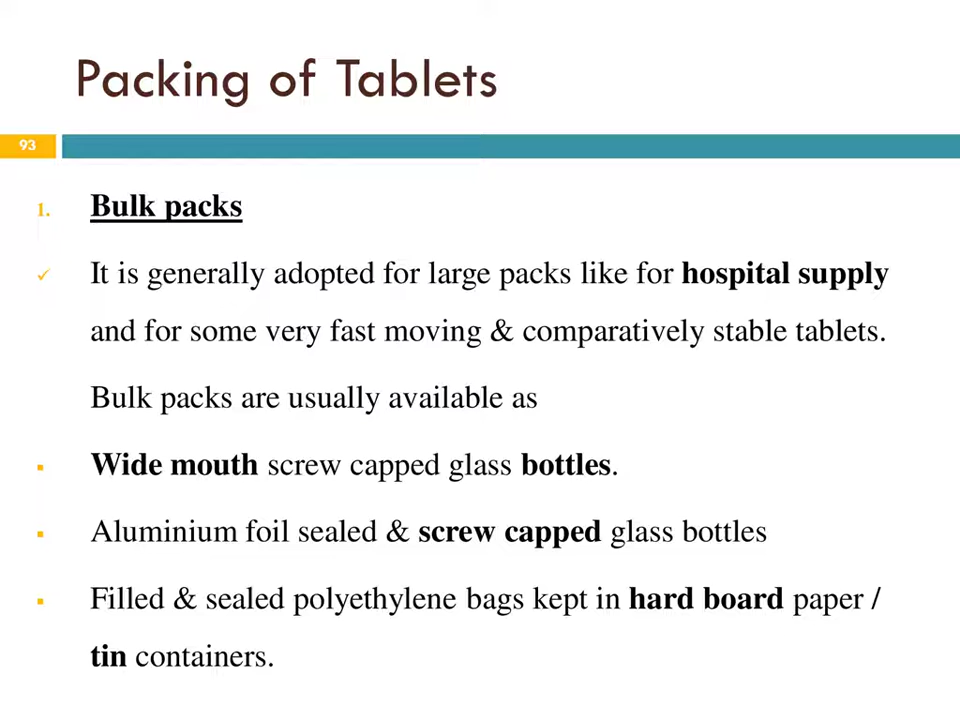 Packing of Tablets
93
1. Bulk packs
✓ It is generally adopted for large packs like for hospital supply
and for some very fast moving & comparatively stable tablets.
Bulk packs are usually available as
▪ Wide mouth screw capped glass bottles.
▪ Aluminium foil sealed & screw capped glass bottles
▪ Filled & sealed polyethylene bags kept in hard board paper /
tin containers.